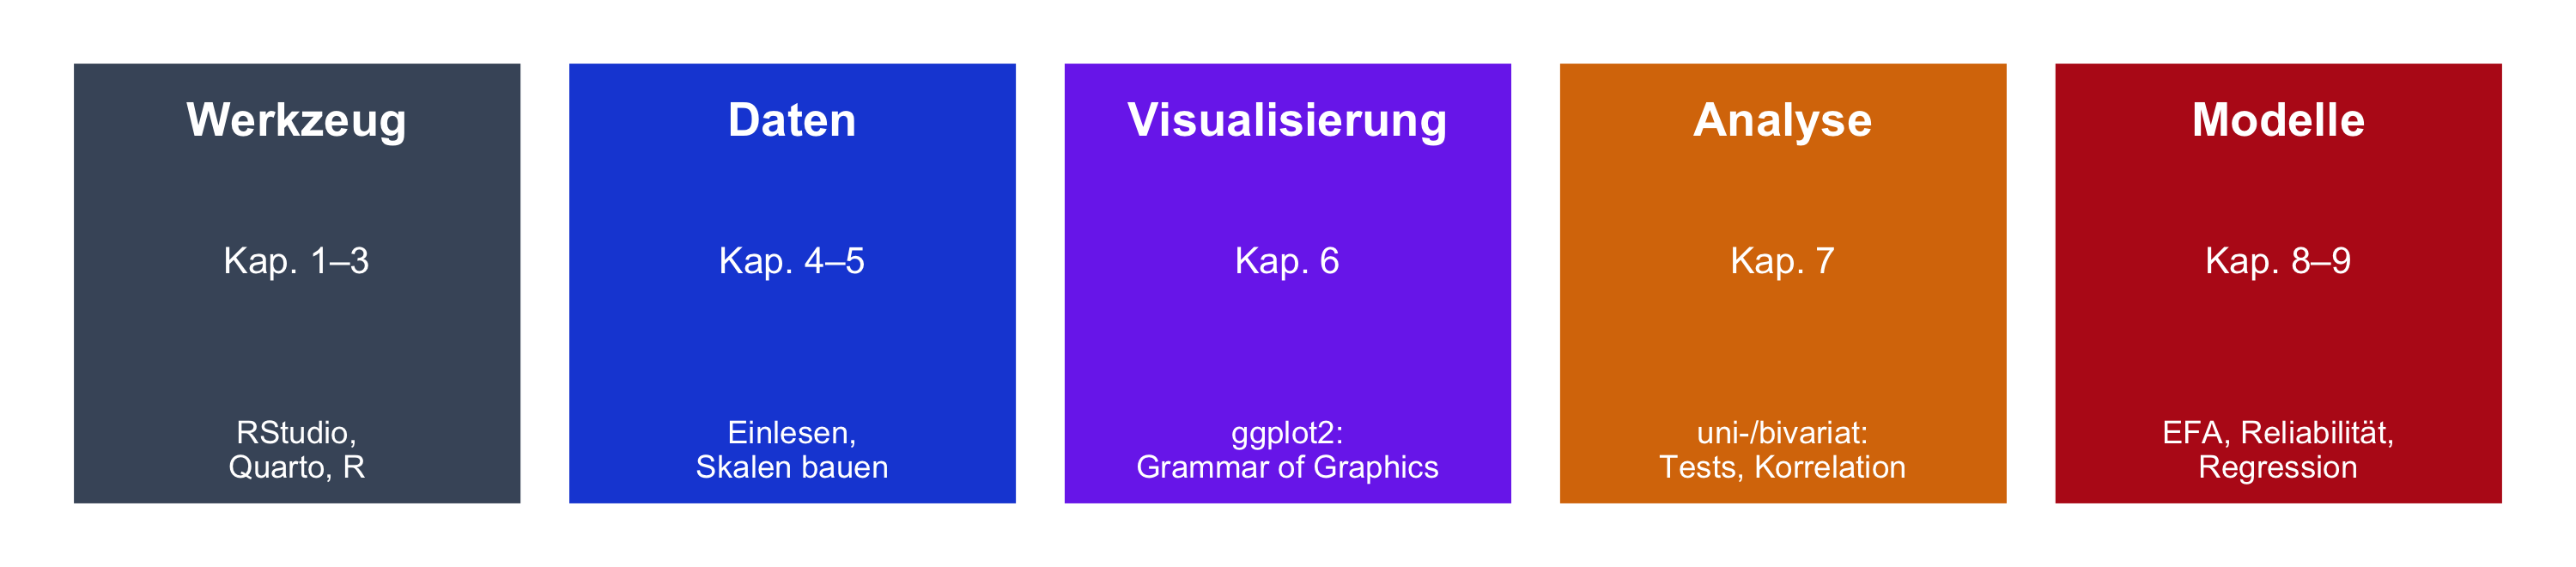 Werkzeug
Kap. 1–3
RStudio,
Quarto, R
Daten
Kap. 4–5
Einlesen,
Skalen bauen
Visualisierung
Kap. 6
ggplot2:
Grammar of Graphics
Analyse
Kap. 7
uni-/bivariat:
Tests, Korrelation
Modelle
Kap. 8–9
EFA, Reliabilität,
Regression